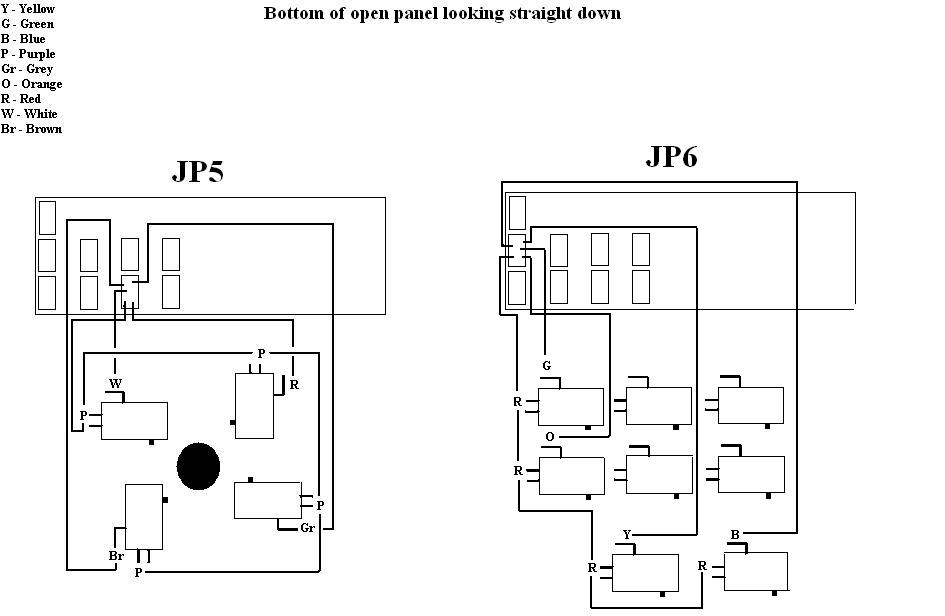 Y - Yellow
G - Green
B - Blue
P - Purple
Gr - Grey
O - Orange
R - Red
W - White
Br - Brown
Bottom of open panel looking straight down
JP5
P
W
R
P
P
Gr
Br
P
JP6
G
R
O
R
Y
B
R
R